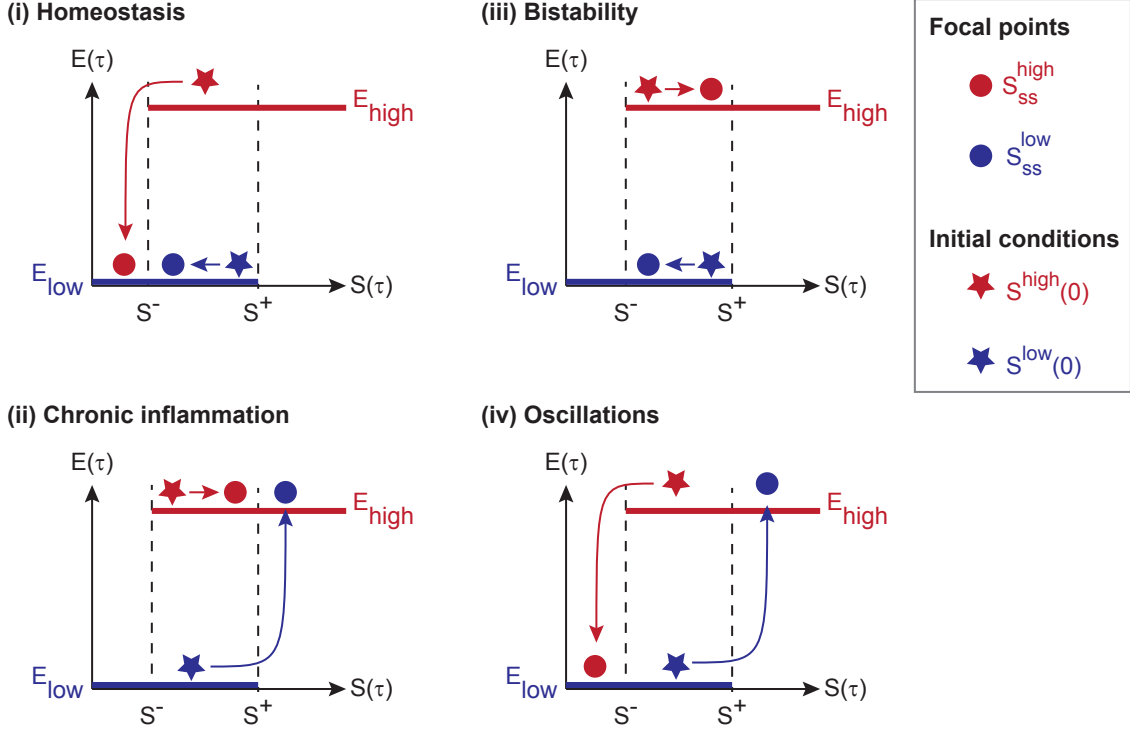 (i) Homeostasis
E(τ)
E_high
E_low
S(τ)
S^-
S^+
(iii) Bistability
E(τ)
E_high
E_low
S(τ)
S^-
S^+
Focal points
S_ss^high
S_ss^low
Initial conditions
S^high(0)
S^low(0)
(ii) Chronic inflammation
E(τ)
E_high
E_low
S(τ)
S^-
S^+
(iv) Oscillations
E(τ)
E_high
E_low
S(τ)
S^-
S^+